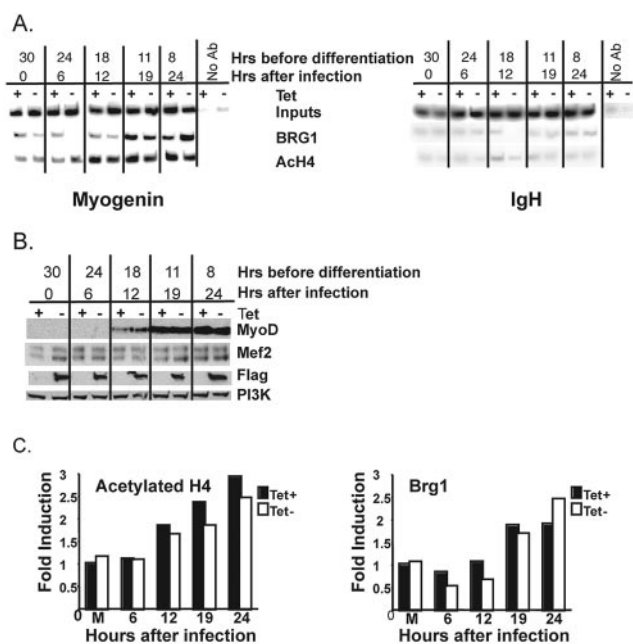 A.
30 24 18 11 8 No Ab Hrs before differentiation 30 24 18 11 8 No Ab
0 6 12 19 24 Hrs after infection 0 6 12 19 24
+ - + - + - + - + - + - Tet + - + - + - + - + - + -
Inputs
BRG1
AcH4
Myogenin IgH
B.
30 24 18 11 8 Hrs before differentiation
0 6 12 19 24 Hrs after infection
+ - + - + - + - + - Tet
MyoD
Mef2
Flag
PI3K
C.
Acetylated H4
Fold Induction
3
2.5
2
1.5
1
0.5
0
Tet+
Tet-
M 6 12 19 24
Hours after infection
Brg1
Fold Induction
3
2.5
2
1.5
1
0.5
0
Tet+
Tet-
M 6 12 19 24
Hours after infection